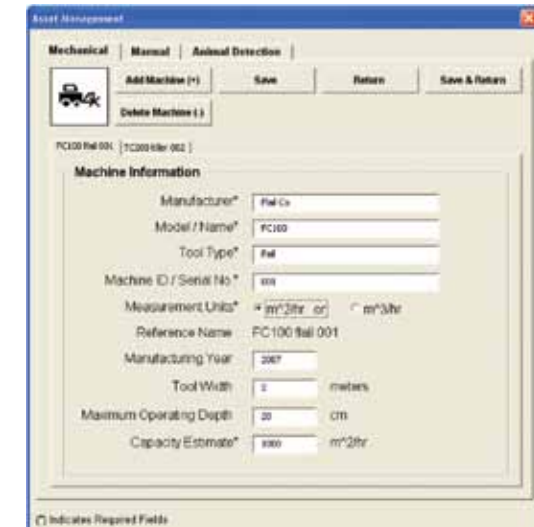 Asset Management
Mechanical | Manual | Animal Detection |
Add Machine (+) Save Return Save & Return
Delete Machine (-)
FC100 flail 001 | TC200 tiller 002 |
Machine Information
Manufacturer* Flail Co
Model / Name* FC100
Tool Type* Flail
Machine ID / Serial No.* 001
Measurement Units* m^2/hr or m^3/hr
Reference Name FC100 flail 001
Manufacturing Year 2007
Tool Width 2 meters
Maximum Operating Depth 20 cm
Capacity Estimate* m^2/hr
Indicates Required Fields